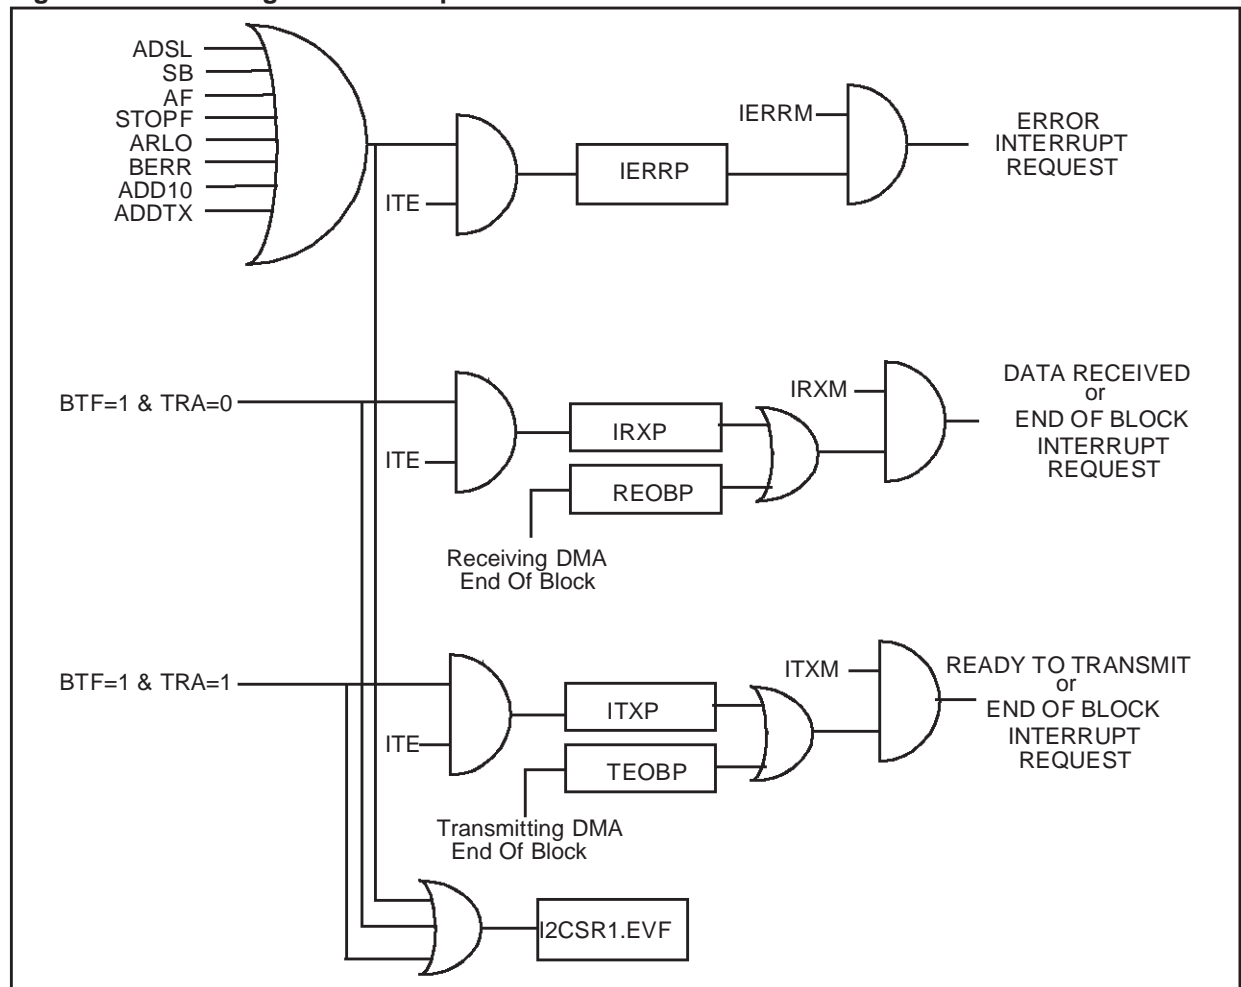 ADSL
SB
AF
STOPF
ARLO
BERR
ADD10
ADDTX
ITE
IERRP
IERRM
ERROR
INTERRUPT
REQUEST
BTF=1 & TRA=0
ITE
IRXP
REOBP
Receiving DMA
End Of Block
IRXM
DATA RECEIVED
or
END OF BLOCK
INTERRUPT
REQUEST
BTF=1 & TRA=1
ITE
ITXP
TEOBP
Transmitting DMA
End Of Block
ITXM
READY TO TRANSMIT
or
END OF BLOCK
INTERRUPT
REQUEST
I2CSR1.EVF